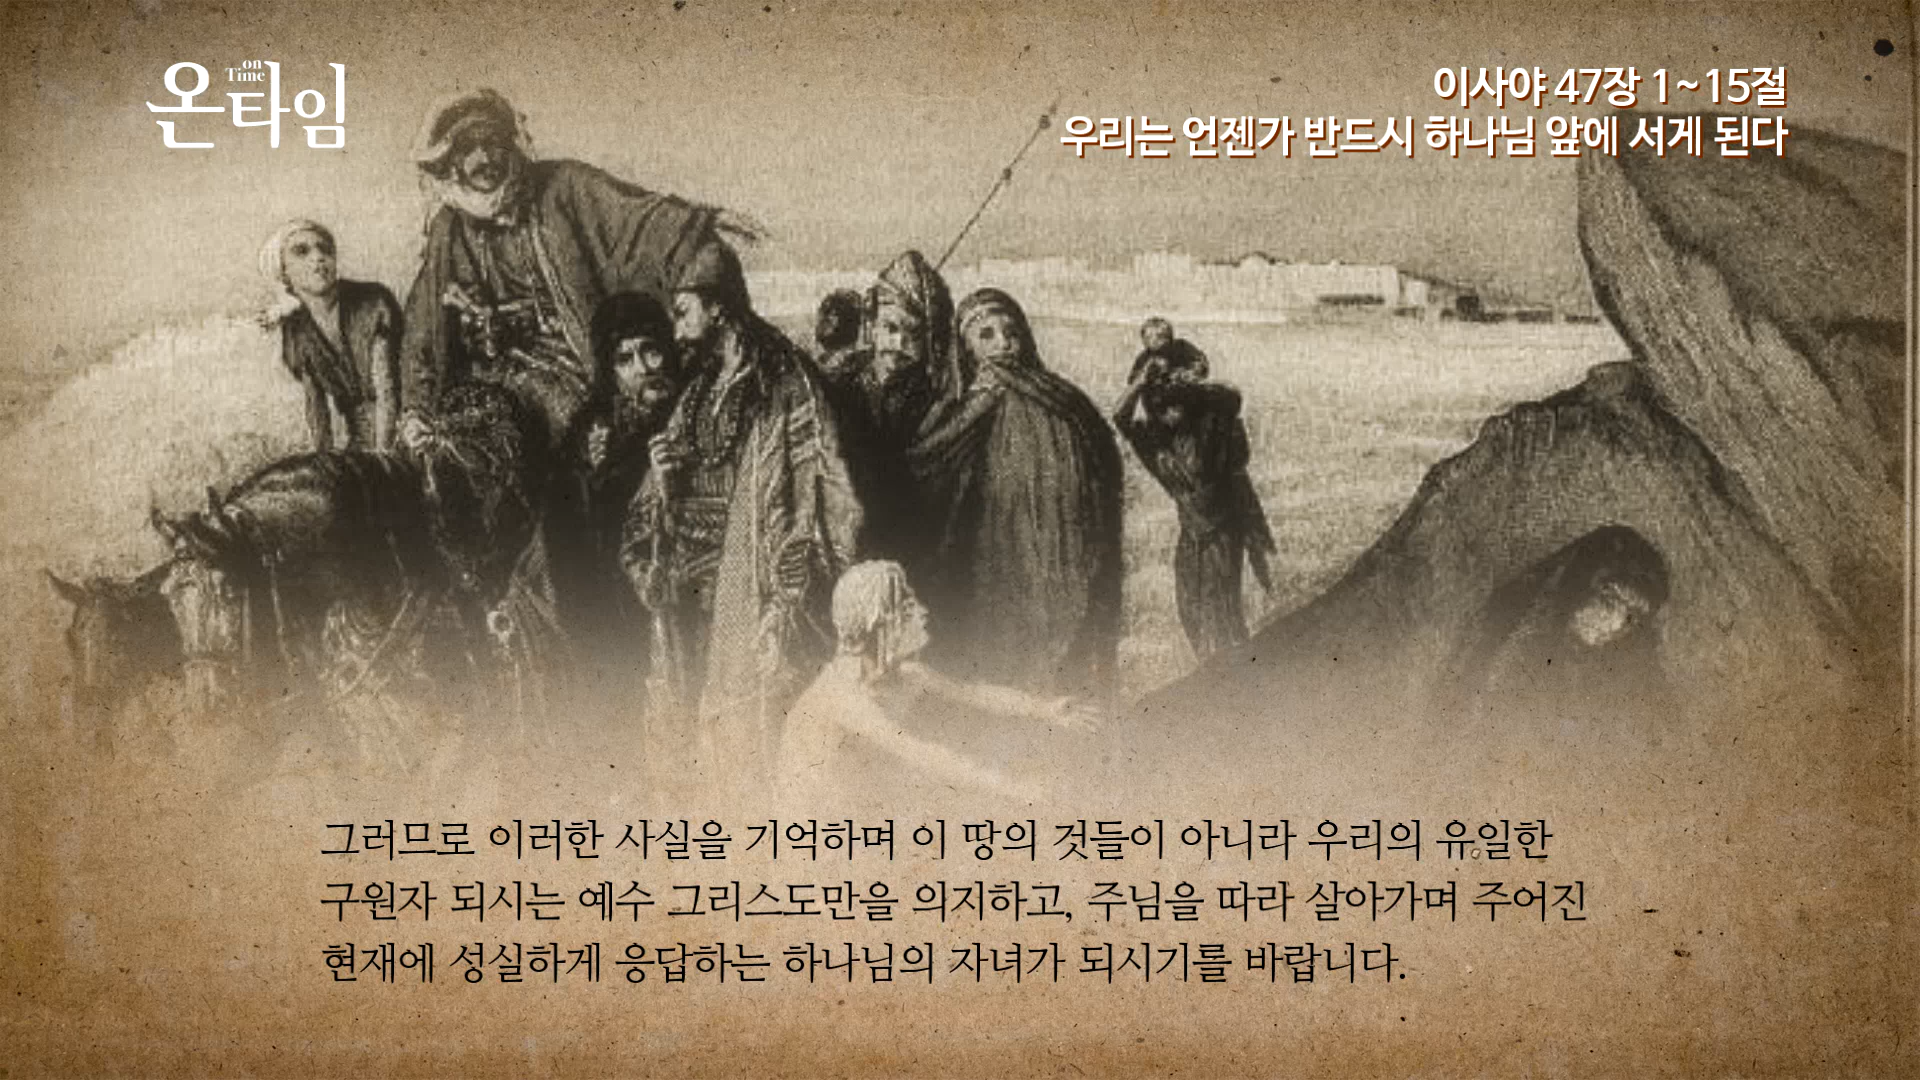 온타임
on
Time
이사야 47장 1~15절
우리는 언젠가 반드시 하나님 앞에 서게 된다
그러므로 이러한 사실을 기억하며 이 땅의 것들이 아니라 우리의 유일한
구원자 되시는 예수 그리스도만을 의지하고, 주님을 따라 살아가며 주어진
현재에 성실하게 응답하는 하나님의 자녀가 되시기를 바랍니다.